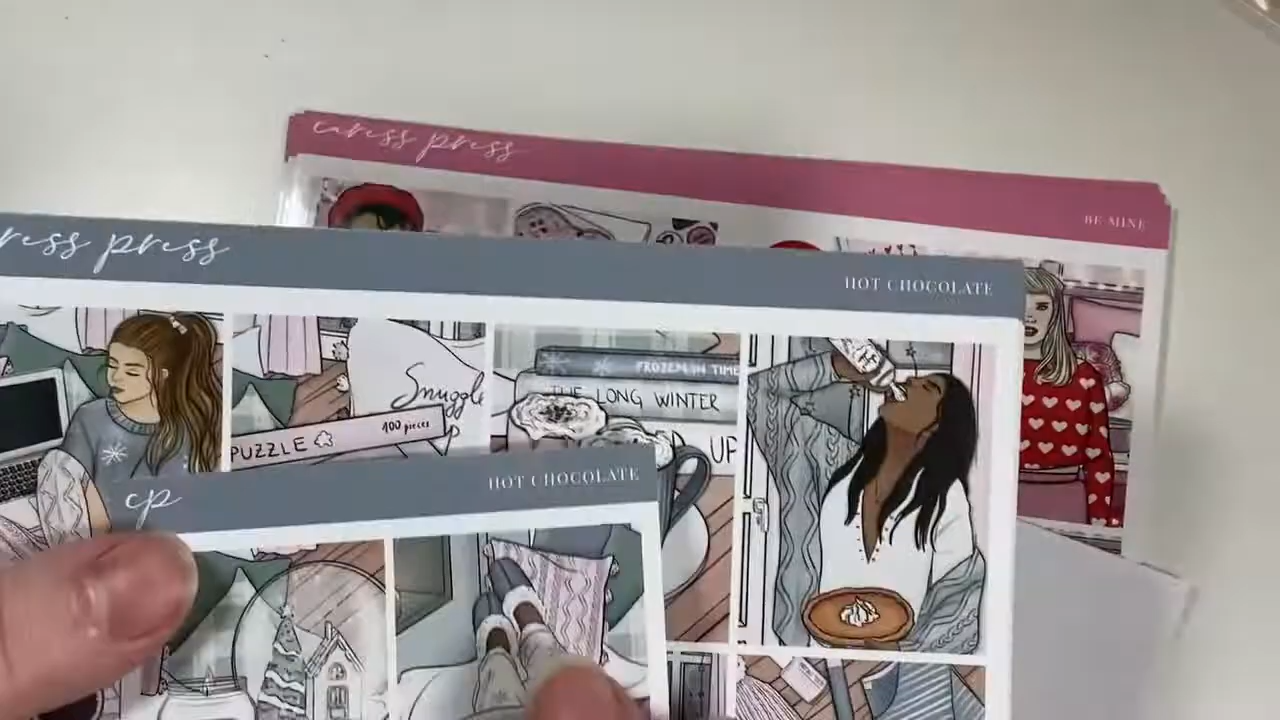 caress press
BE MINE
ress press
HOT CHOCOLATE
FROZEN IN TIME
THE LONG WINTER
UP
Snuggle
100 pieces
PUZZLE
cp
HOT CHOCOLATE